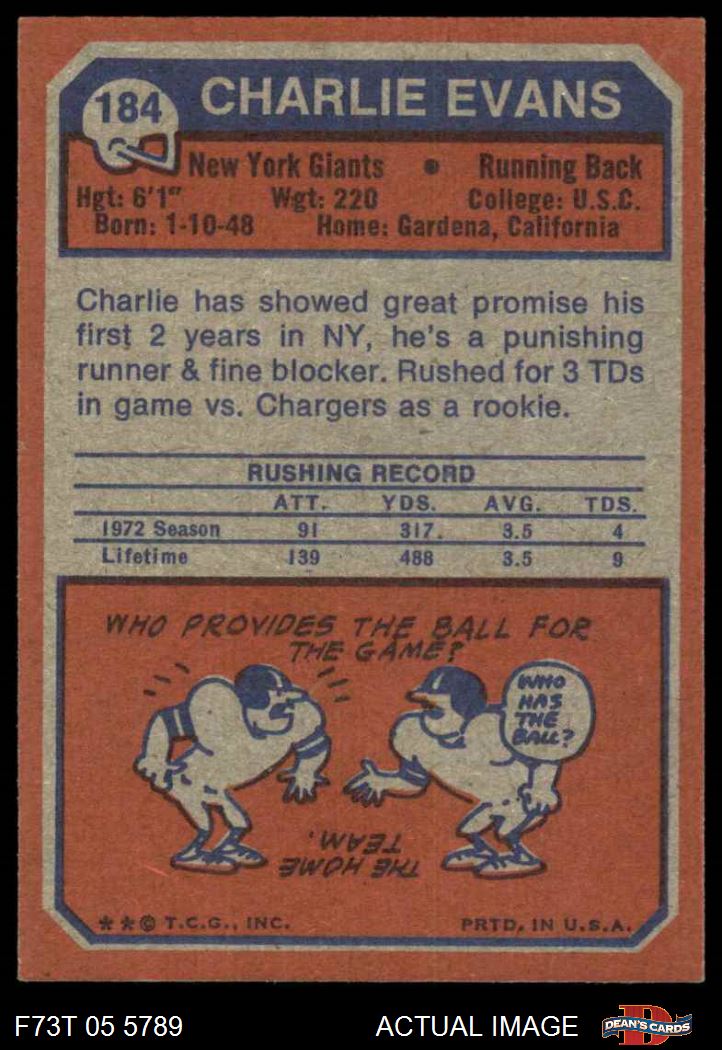 184 CHARLIE EVANS
New York Giants • Running Back
Hgt: 6'1" Wgt: 220 College: U.S.C.
Born: 1-10-48 Home: Gardena, California
Charlie has showed great promise his
first 2 years in NY, he's a punishing
runner & fine blocker. Rushed for 3 TDs
in game vs. Chargers as a rookie.
RUSHING RECORD
ATT. YDS. AVG. TDS.
1972 Season 91 317. 3.5 4
Lifetime 139 488 3.5 9
WHO PROVIDES THE BALL FOR
THE GAME?
WHO
HAS
THE
BALL?
THE HOME
TEAM.
**© T.C.G., INC. PRTD. IN U.S.A.
F73T 05 5789 ACTUAL IMAGE D DEAN'S CARDS